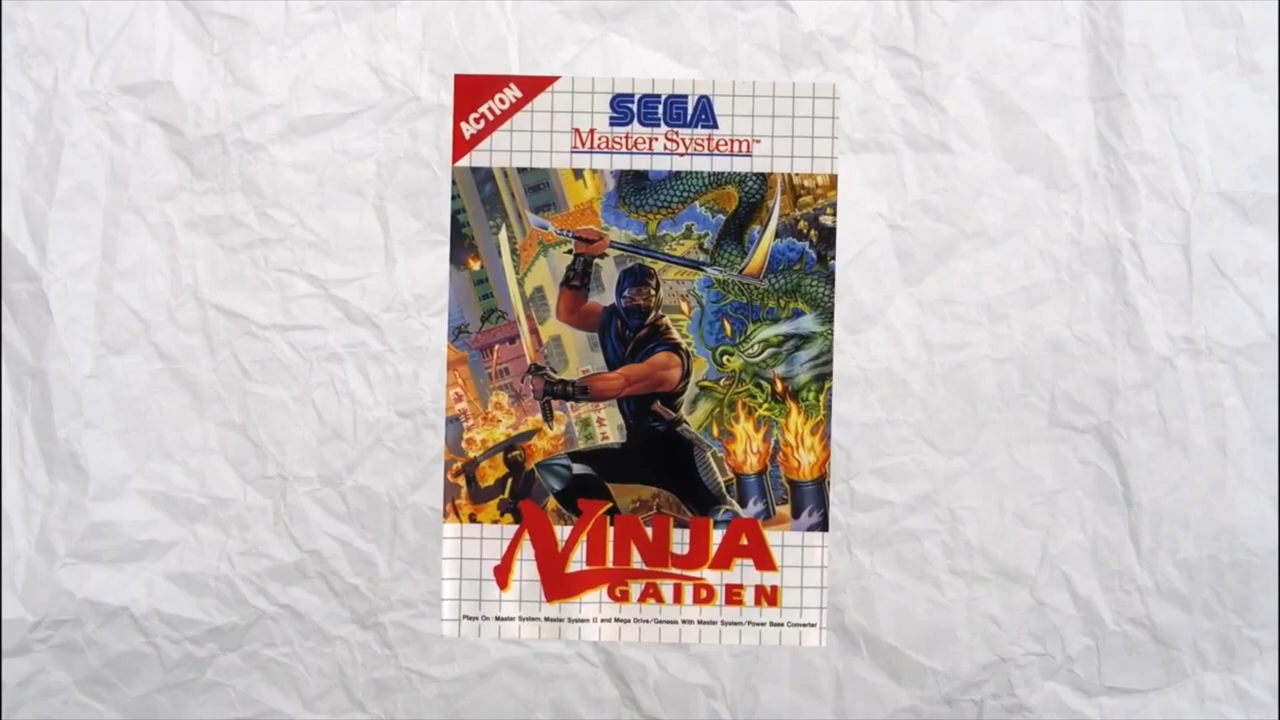 ACTION
SEGA
Master System™
NINJA
GAIDEN
Plays On : Master System, Master System II and Mega Drive/Genesis With Master System/Power Base Converter